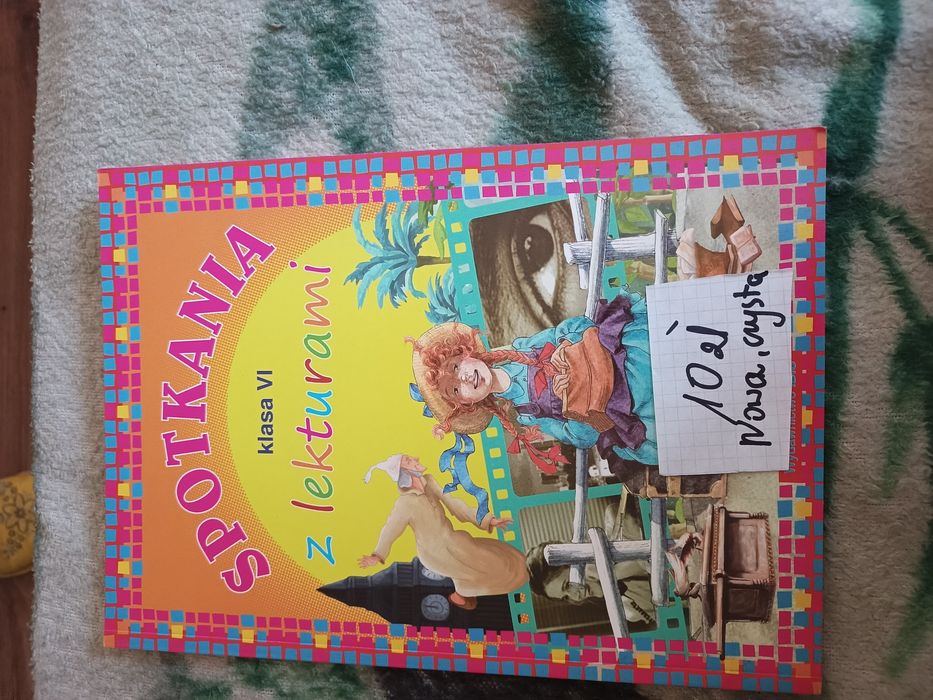 SPOTKANIA
klasa VI
z lekturami
10 zł
Nowa, czysta